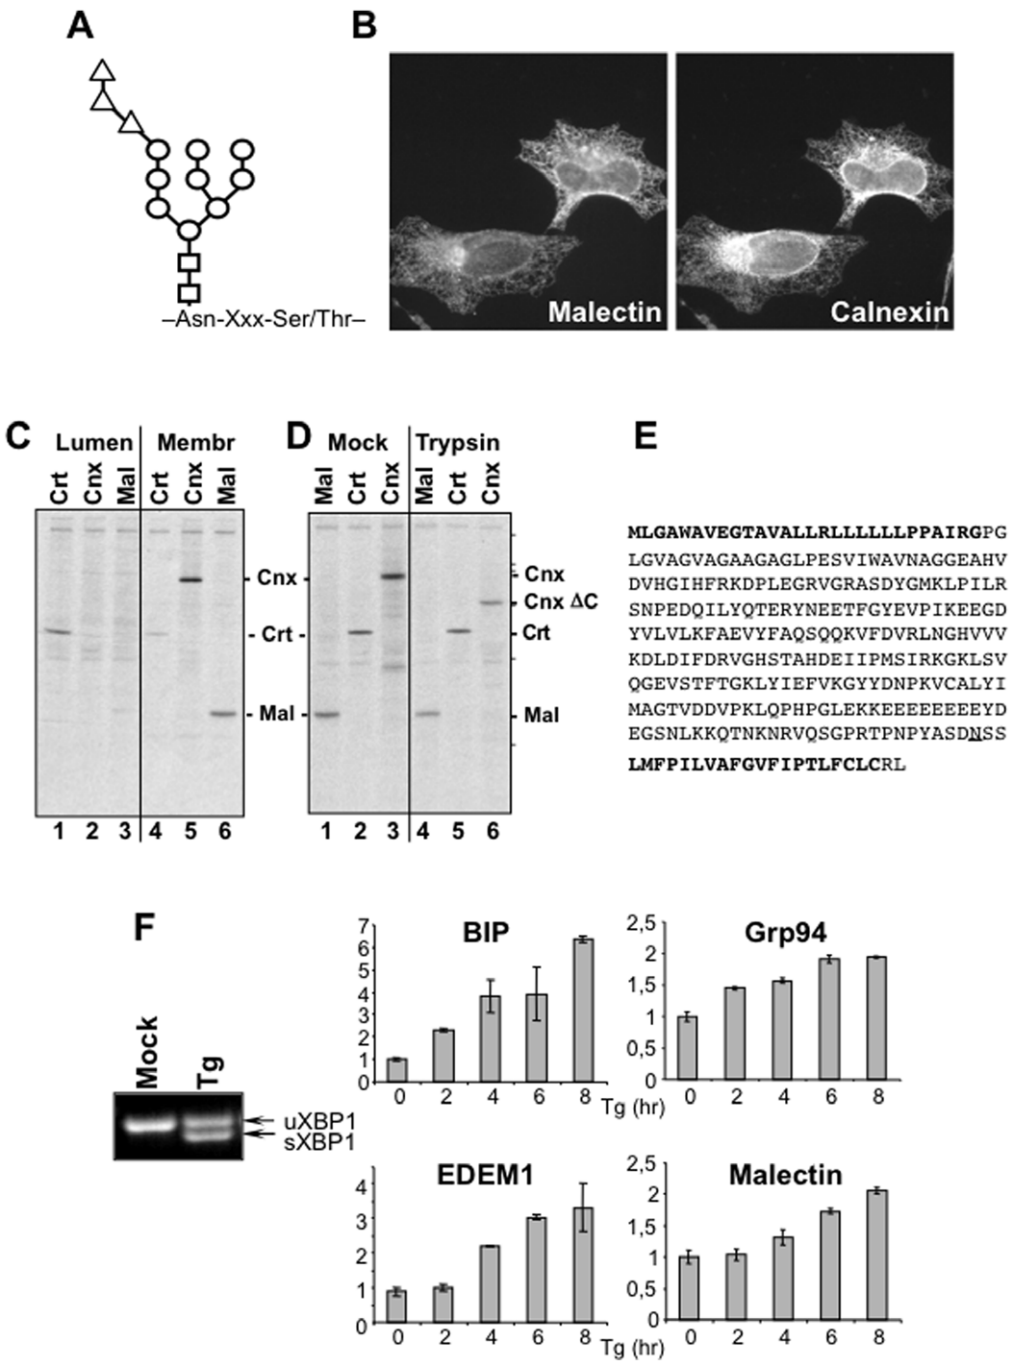 A
B
–Asn-Xxx-Ser/Thr–
Malectin
Calnexin
C
Lumen
Membr
Crt Cnx Mal Crt Cnx Mal
Cnx
Crt
Mal
1 2 3 4 5 6
D
Mock
Trypsin
Mal Crt Cnx Mal Crt Cnx
Cnx
Cnx ΔC
Crt
Mal
1 2 3 4 5 6
E
MLGAWAVEGTAVALLRLLLLLLPPAIRGPG
LGVAGVAGAAGAGLPESVIWAVNAGGEAHV
DVHGIHFRKDPLEGRVGRASDYGMKLPILR
SNPEDQILYQTERYNEETFGYEVPIKEEGD
YVLVLKFAEVYFAQSQQKVFDVRLNGHVVV
KDLDIFDRVGHSTAHDEIIPMSIRKGKLSV
QGEVSTFTGKLYIEFVKGYYDNPKVCALYI
MAGTVDDVPKLQPHPGLEKKEEEEEEEEYD
EGSNLKKQTNKNRVQSGPRTPNPYASDNSS
LMFPILVAFGVFIPTLFCLCRL
F
Mock
Tg
uXBP1
sXBP1
BIP
7
6
5
4
3
2
1
0
0 2 4 6 8
Tg (hr)
Grp94
2,5
2
1,5
1
0,5
0
0 2 4 6 8
EDEM1
4
3
2
1
0
0 2 4 6 8
Tg (hr)
Malectin
2,5
2
1,5
1
0,5
0
0 2 4 6 8